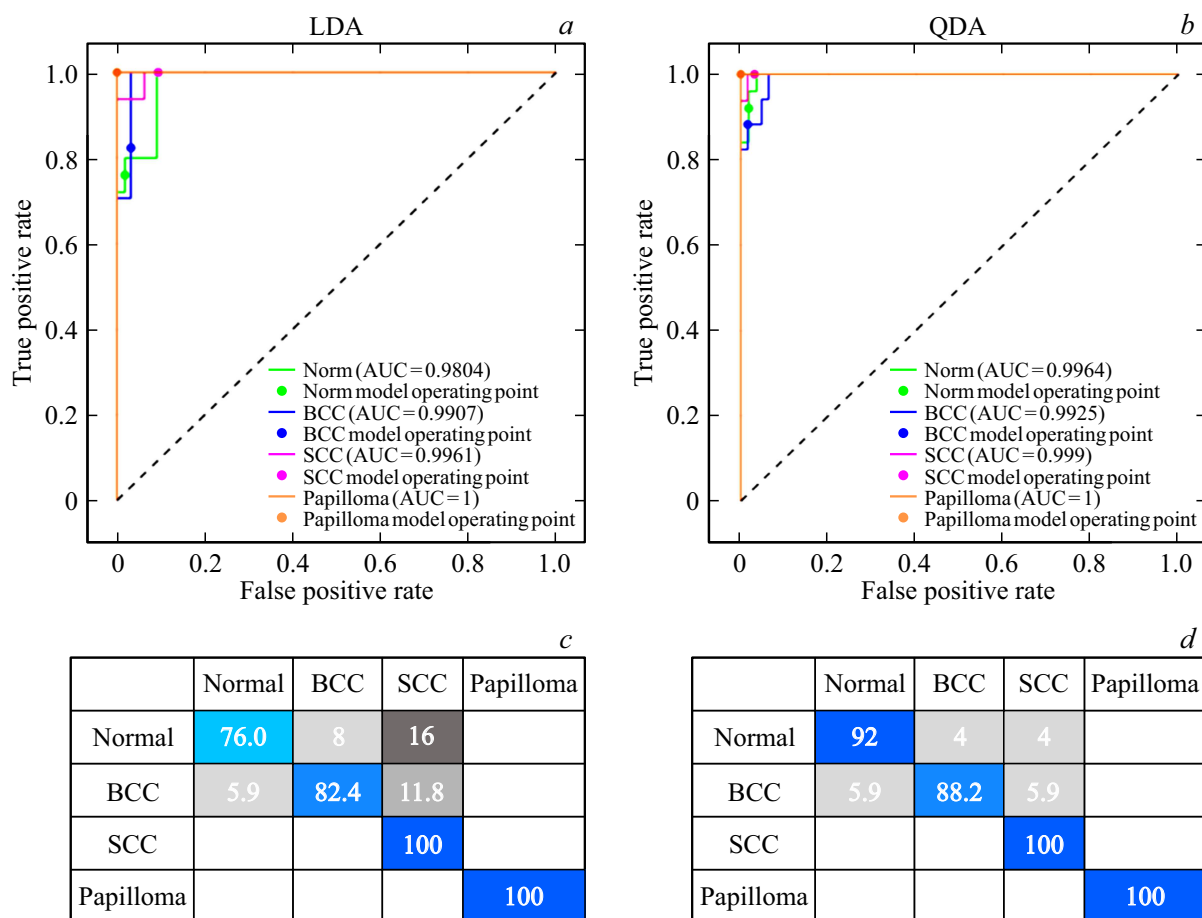 LDA
a
1.0
0.8
0.6
0.4
0.2
0
True positive rate
Norm (AUC = 0.9804)
Norm model operating point
BCC (AUC = 0.9907)
BCC model operating point
SCC (AUC = 0.9961)
SCC model operating point
Papilloma (AUC = 1)
Papilloma model operating point
0 0.2 0.4 0.6 0.8 1.0
False positive rate
QDA
b
1.0
0.8
0.6
0.4
0.2
0
True positive rate
Norm (AUC = 0.9964)
Norm model operating point
BCC (AUC = 0.9925)
BCC model operating point
SCC (AUC = 0.999)
SCC model operating point
Papilloma (AUC = 1)
Papilloma model operating point
0 0.2 0.4 0.6 0.8 1.0
False positive rate
c
Normal BCC SCC Papilloma
Normal 76.0 8 16
BCC 5.9 82.4 11.8
SCC 100
Papilloma 100
d
Normal BCC SCC Papilloma
Normal 92 4 4
BCC 5.9 88.2 5.9
SCC 100
Papilloma 100